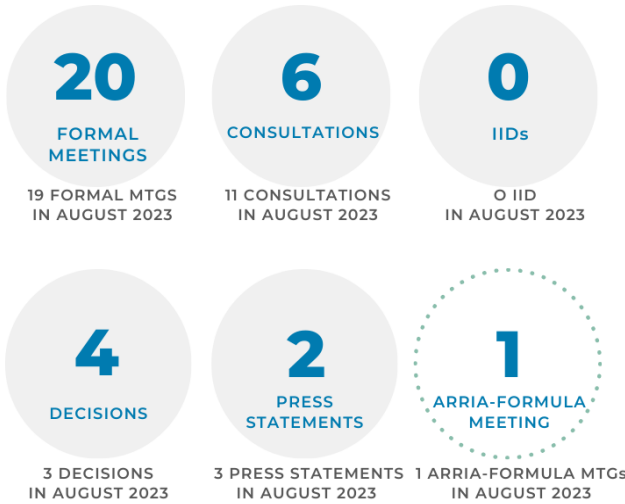 20
FORMAL
MEETINGS
19 FORMAL MTGS
IN AUGUST 2023
6
CONSULTATIONS
11 CONSULTATIONS
IN AUGUST 2023
0
IIDs
O IID
IN AUGUST 2023
4
DECISIONS
3 DECISIONS
IN AUGUST 2023
2
PRESS
STATEMENTS
3 PRESS STATEMENTS
IN AUGUST 2023
1
ARRIA-FORMULA
MEETING
1 ARRIA-FORMULA MTGs
IN AUGUST 2023